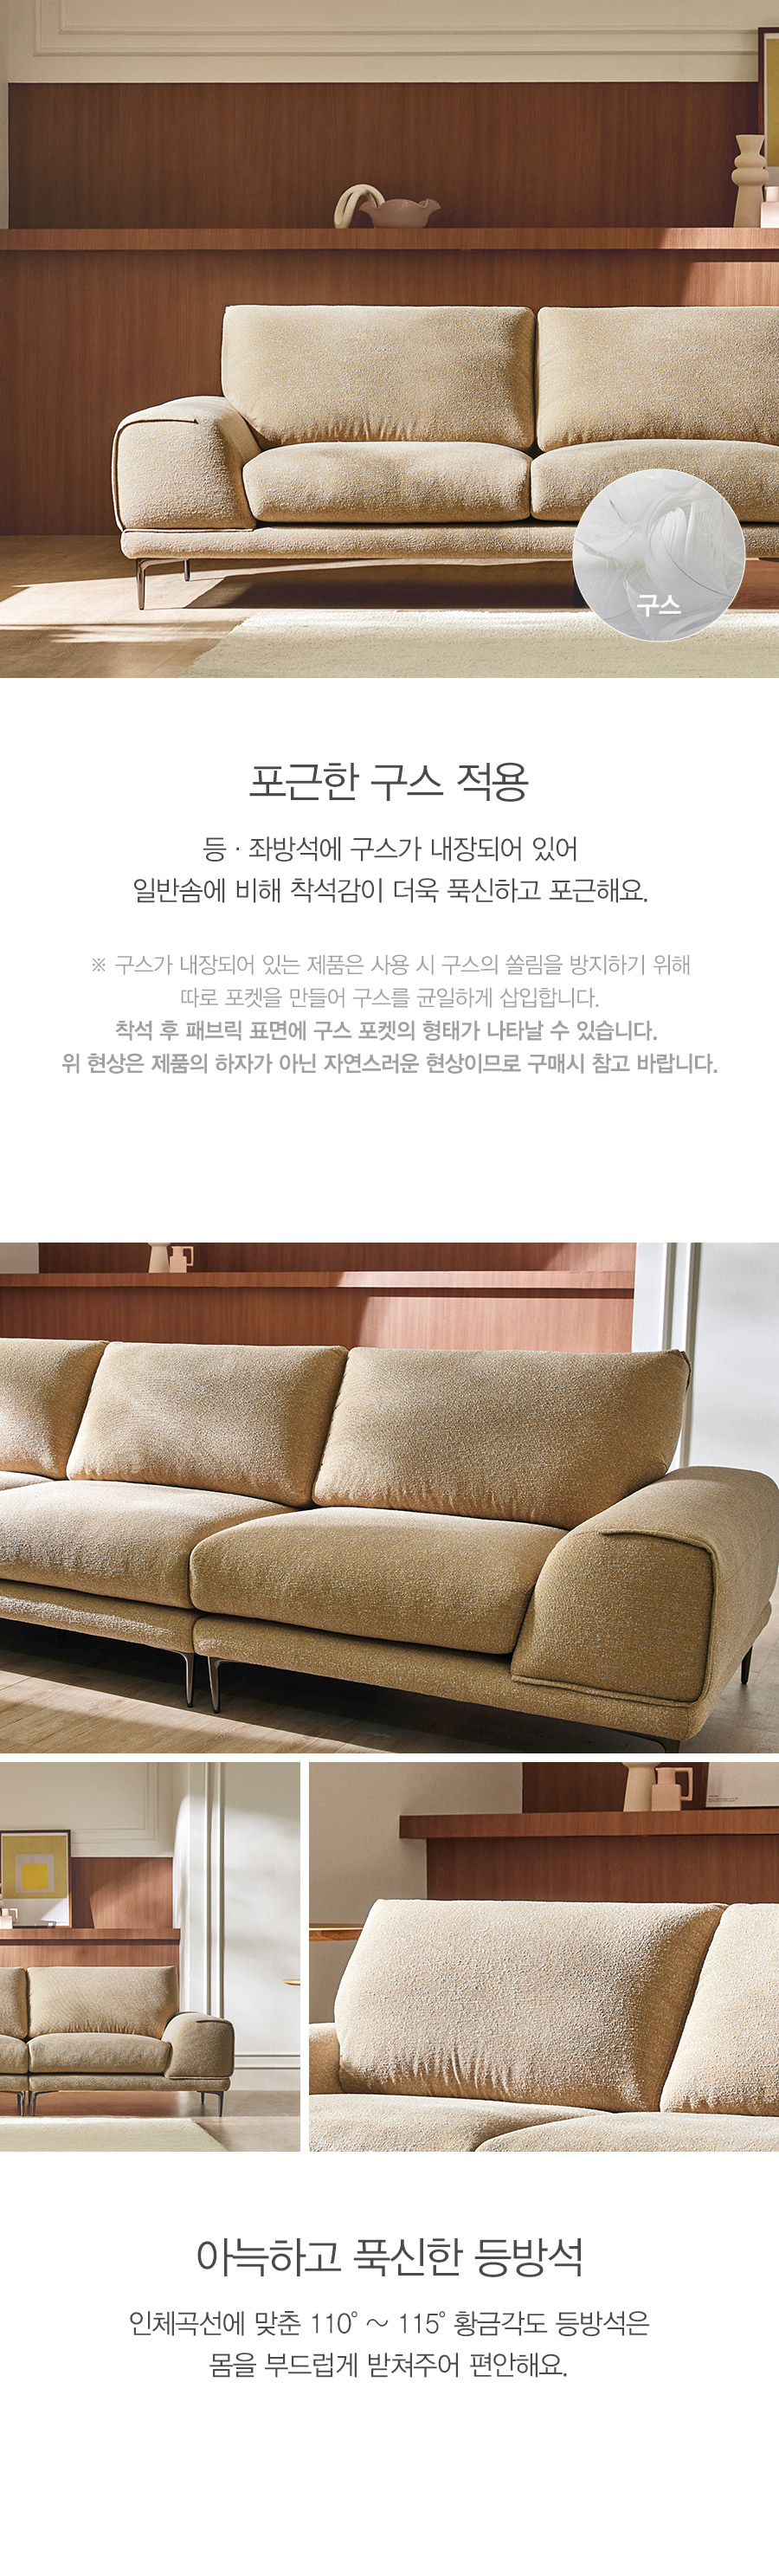 구스
포근한 구스 적용
등 · 좌방석에 구스가 내장되어 있어
일반솜에 비해 착석감이 더욱 푹신하고 포근해요.
※ 구스가 내장되어 있는 제품은 사용 시 구스의 쏠림을 방지하기 위해
따로 포켓을 만들어 구스를 균일하게 삽입합니다.
착석 후 패브릭 표면에 구스 포켓의 형태가 나타날 수 있습니다.
위 현상은 제품의 하자가 아닌 자연스러운 현상이므로 구매시 참고 바랍니다.
아늑하고 푹신한 등방석
인체곡선에 맞춘 110° ~ 115° 황금각도 등방석은
몸을 부드럽게 받쳐주어 편안해요.